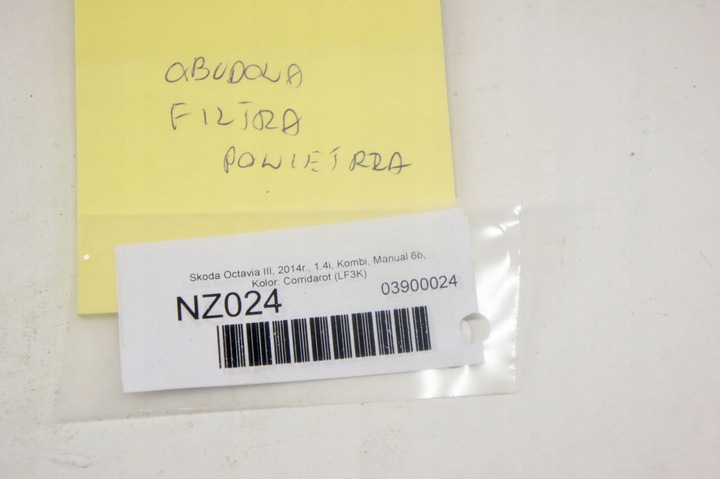 OBUDOWA
FILTRA
POWIETRZA
Skoda Octavia III, 2014r., 1.4i, Kombi, Manual 6b,
Kolor: Corridarot (LF3K)
NZ024
03900024